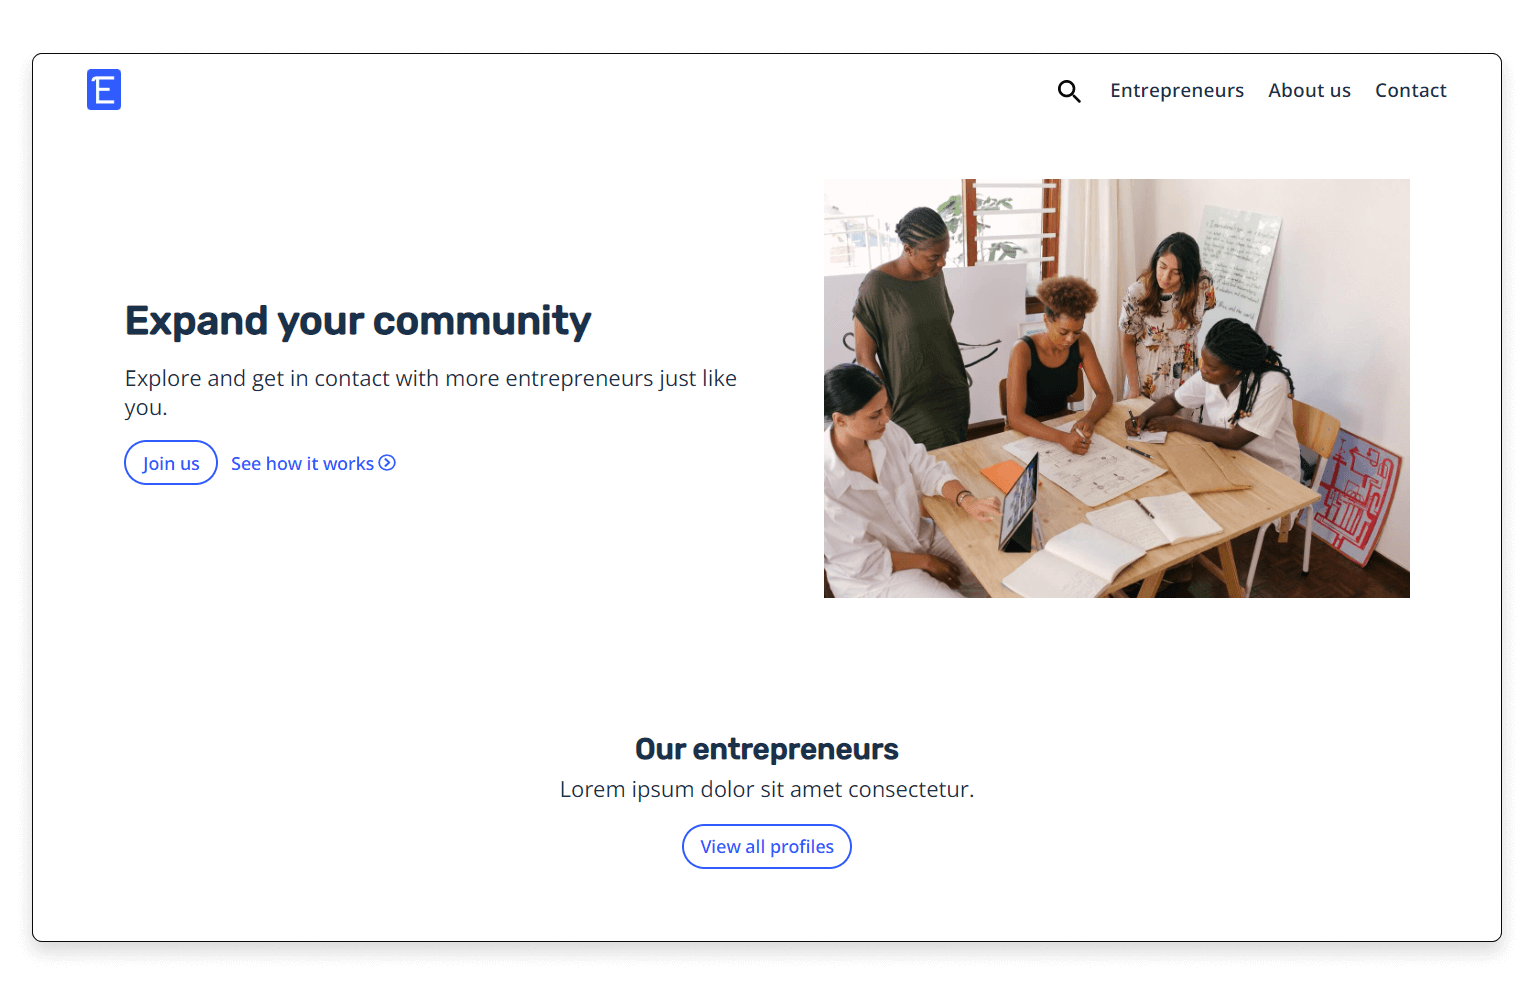 E
Entrepreneurs About us Contact
Expand your community
Explore and get in contact with more entrepreneurs just like
you.
Join us See how it works
Our entrepreneurs
Lorem ipsum dolor sit amet consectetur.
View all profiles